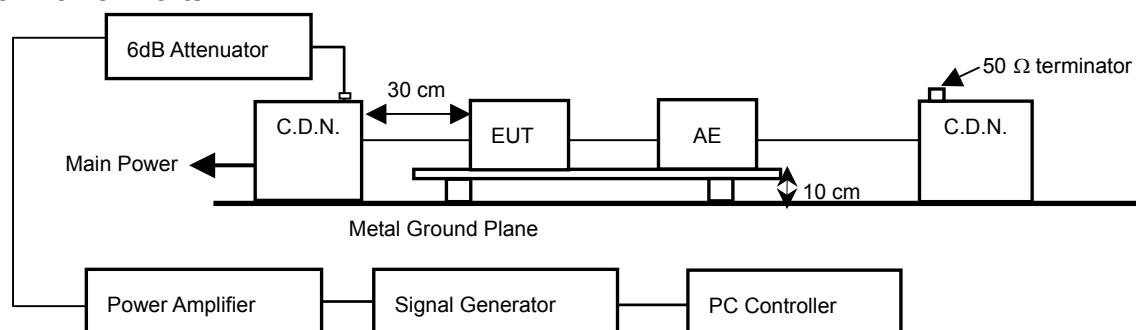 6dB Attenuator
50 Ω terminator
30 cm
C.D.N.
EUT
AE
C.D.N.
Main Power
10 cm
Metal Ground Plane
Power Amplifier
Signal Generator
PC Controller